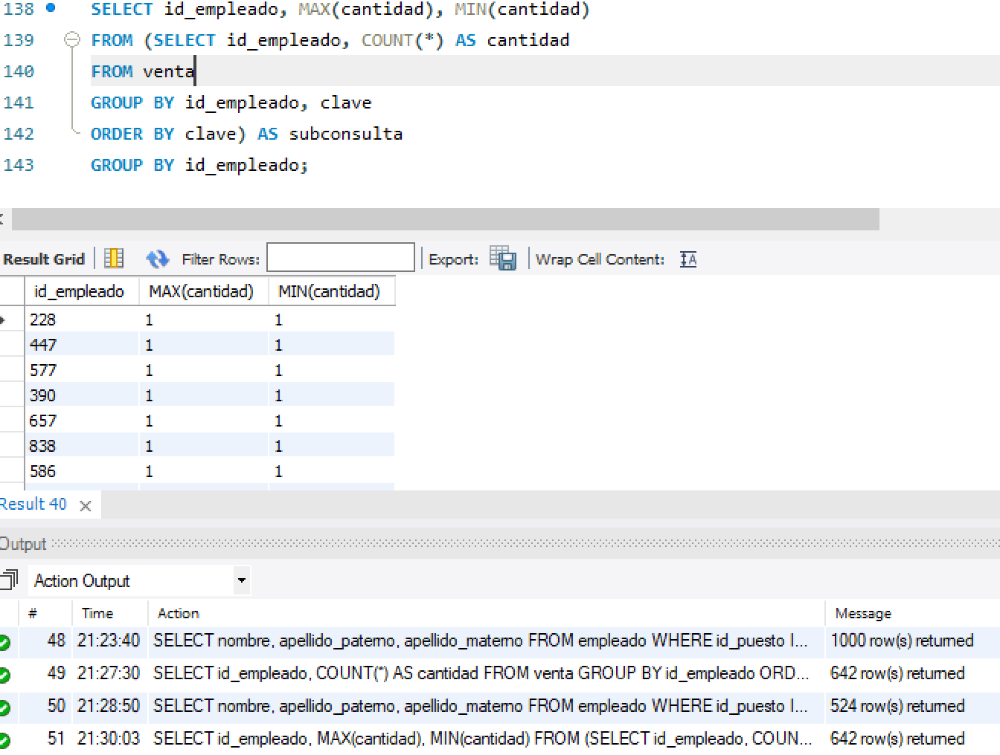 138 SELECT id_empleado, MAX(cantidad), MIN(cantidad)
139 FROM (SELECT id_empleado, COUNT(*) AS cantidad
140 FROM venta
141 GROUP BY id_empleado, clave
142 ORDER BY clave) AS subconsulta
143 GROUP BY id_empleado;
Result Grid Filter Rows: Export: Wrap Cell Content: IA
id_empleado MAX(cantidad) MIN(cantidad)
228 1 1
447 1 1
577 1 1
390 1 1
657 1 1
838 1 1
586 1 1
Result 40
Output
Action Output
# Time Action Message
48 21:23:40 SELECT nombre, apellido_paterno, apellido_materno FROM empleado WHERE id_puesto I... 1000 row(s) returned
49 21:27:30 SELECT id_empleado, COUNT(*) AS cantidad FROM venta GROUP BY id_empleado ORD... 642 row(s) returned
50 21:28:50 SELECT nombre, apellido_paterno, apellido_materno FROM empleado WHERE id_puesto I... 524 row(s) returned
51 21:30:03 SELECT id_empleado, MAX(cantidad), MIN(cantidad) FROM (SELECT id_empleado, COUN... 642 row(s) returned